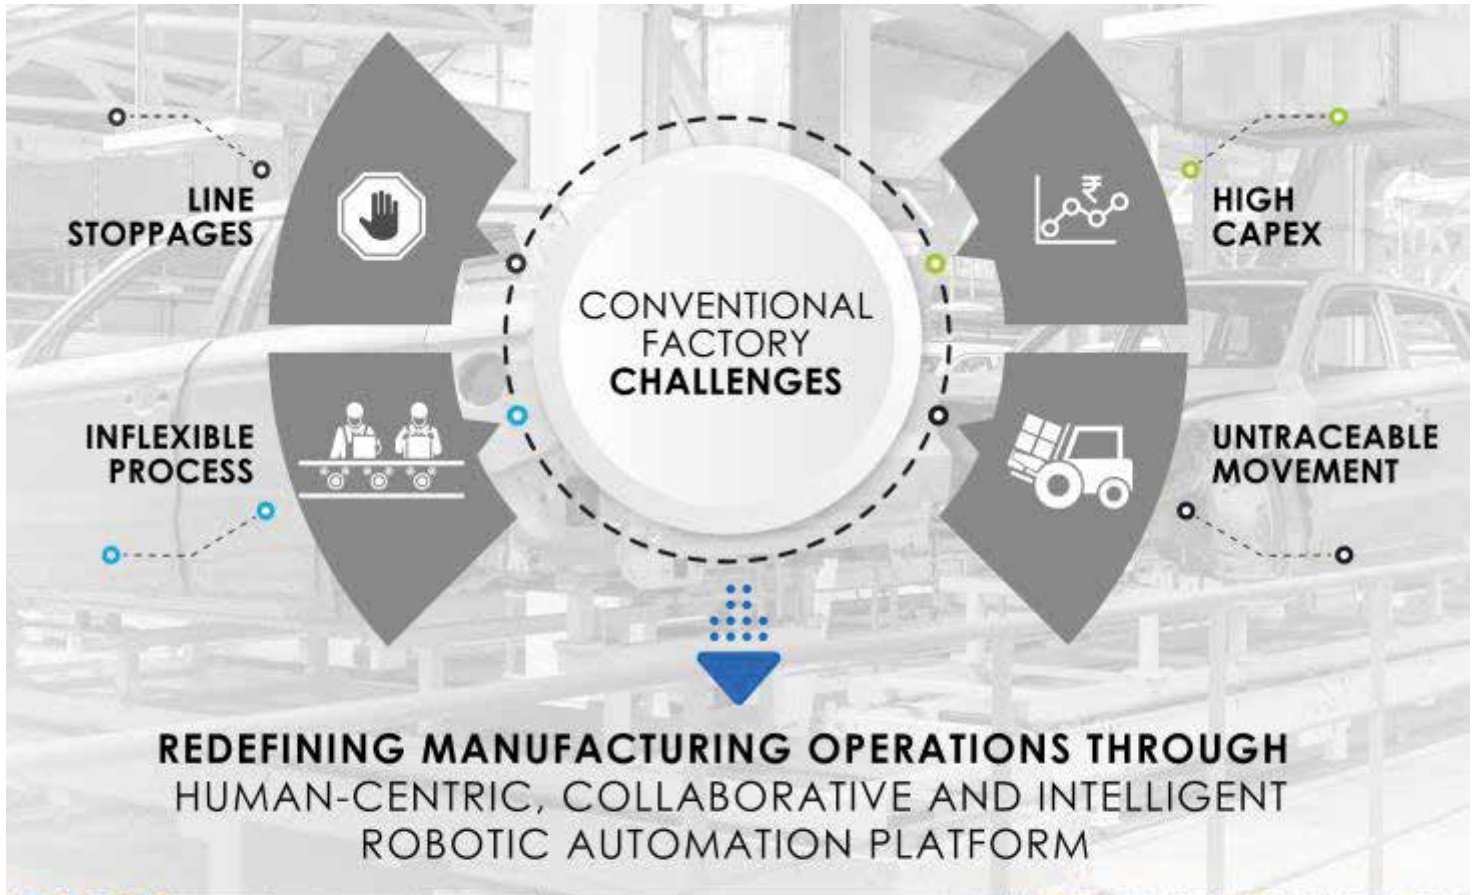 LINE
STOPPAGES
₹
HIGH
CAPEX
CONVENTIONAL
FACTORY
CHALLENGES
INFLEXIBLE
PROCESS
UNTRACEABLE
MOVEMENT
REDEFINING MANUFACTURING OPERATIONS THROUGH
HUMAN-CENTRIC, COLLABORATIVE AND INTELLIGENT
ROBOTIC AUTOMATION PLATFORM